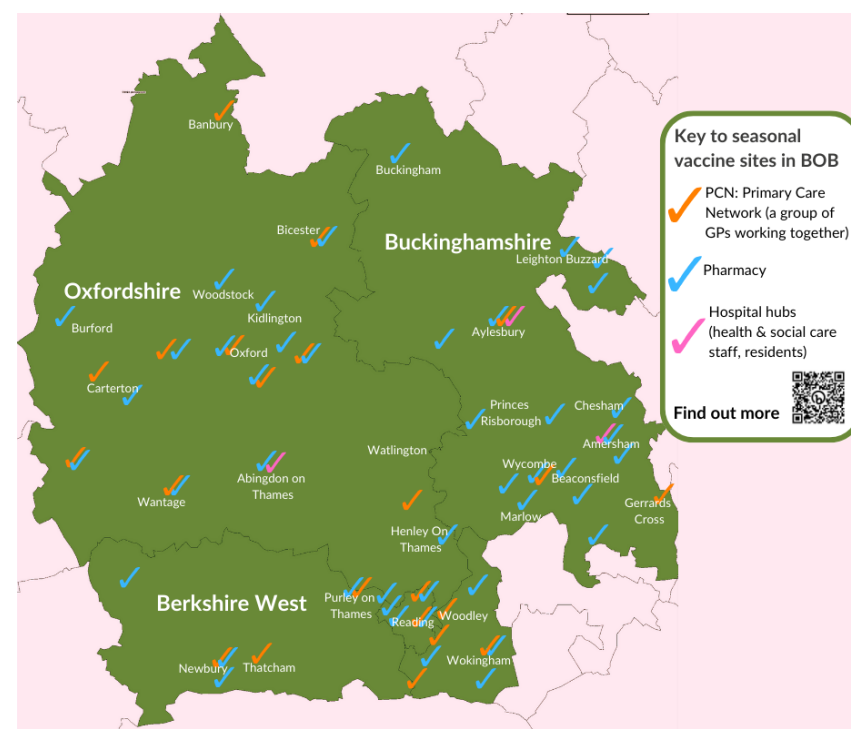 Banbury
Buckingham
Bicester
Buckinghamshire
Leighton Buzzard
Oxfordshire
Woodstock
Kidlington
Burford
Aylesbury
Oxford
Carterton
Princes
Risborough
Chesham
Amersham
Watlington
Wycombe
Beaconsfield
Abingdon on
Thames
Wantage
Marlow
Gerrards
Cross
Henley On
Thames
Berkshire West
Purley on
Thames
Reading
Woodley
Newbury
Thatcham
Wokingham
Key to seasonal
vaccine sites in BOB
PCN: Primary Care
Network (a group of
GPs working together)
Pharmacy
Hospital hubs
(health & social care
staff, residents)
Find out more